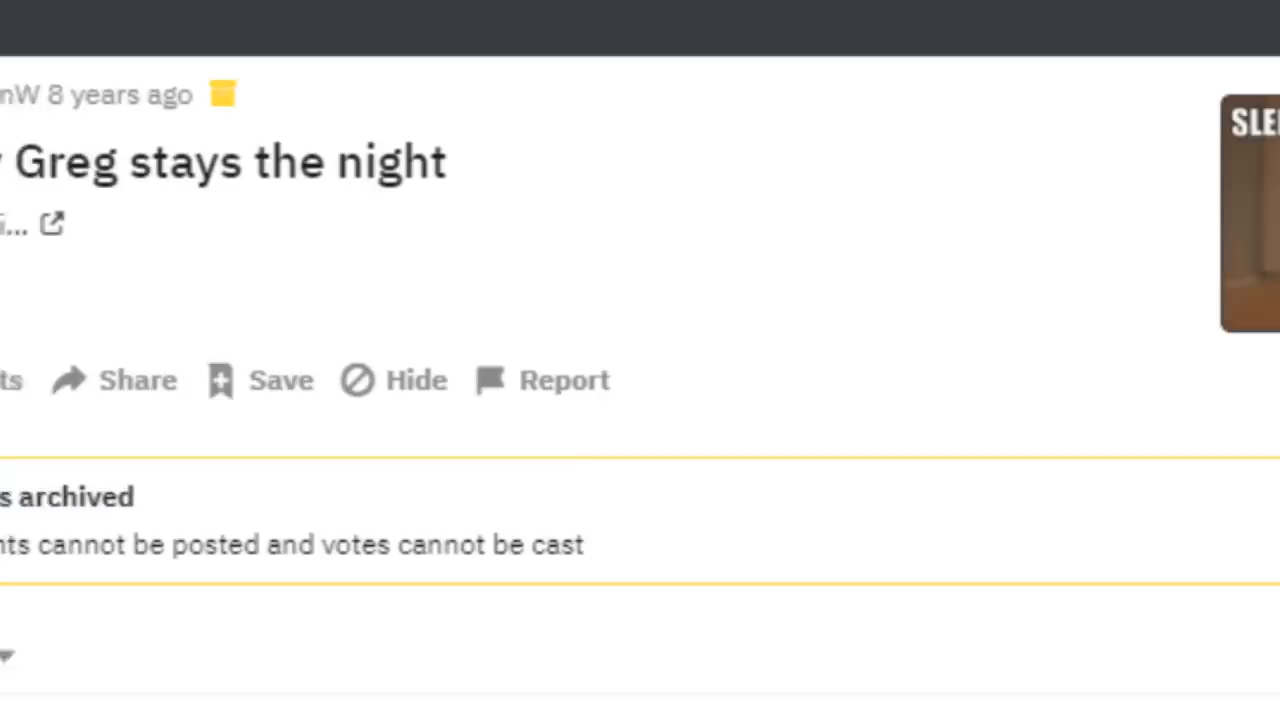 nW 8 years ago
SLE
Greg stays the night
...
ts Share Save Hide Report
s archived
nts cannot be posted and votes cannot be cast